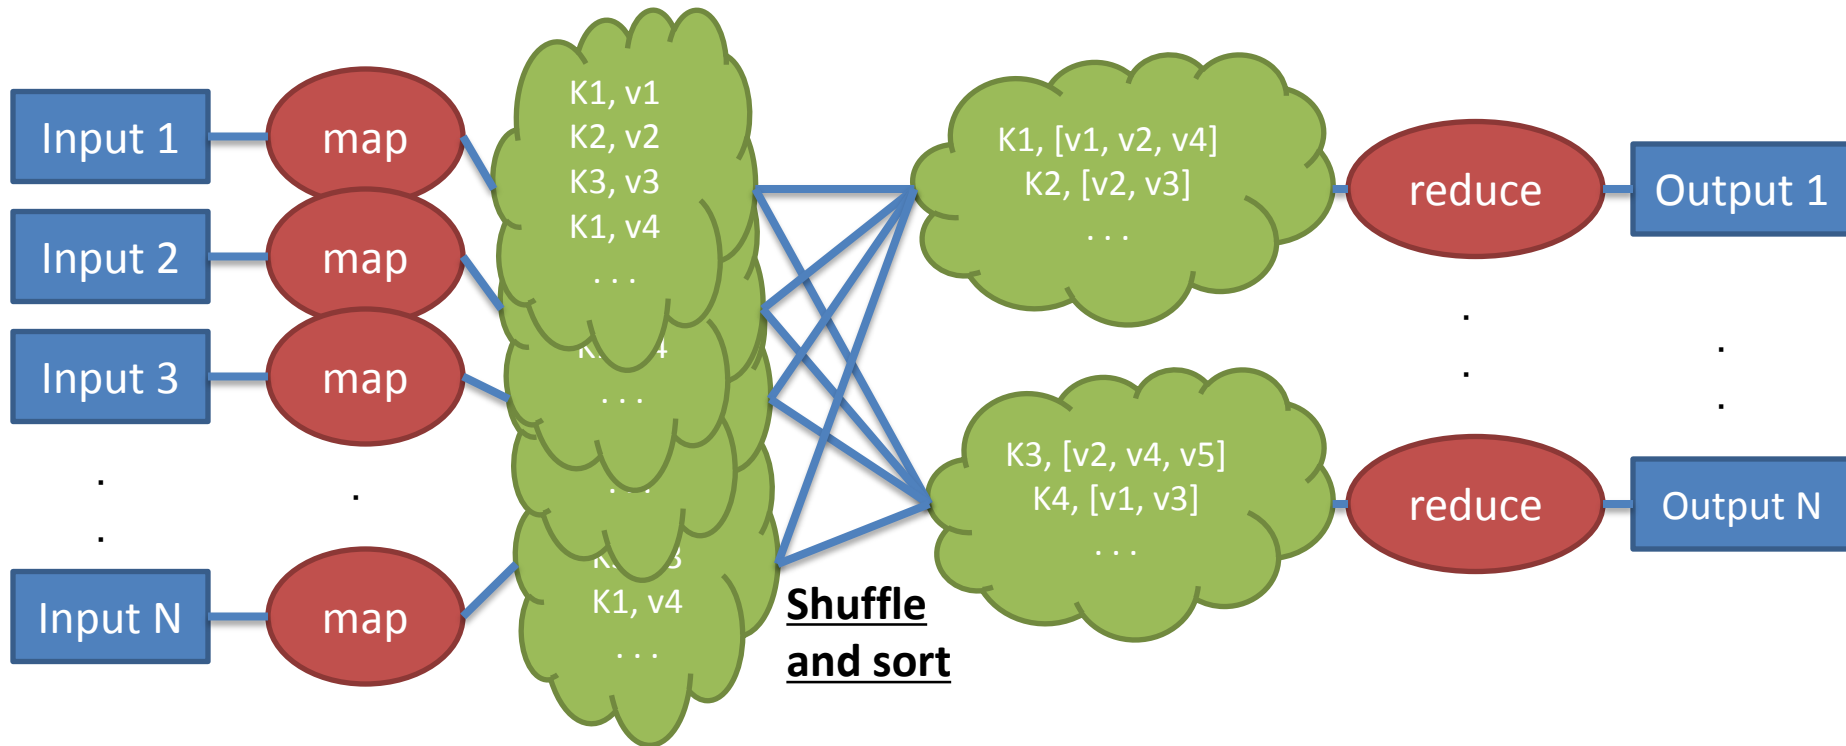 Input 1
map
Input 2
map
Input 3
map
Input N
map
K1, v1
K2, v2
K3, v3
K1, v4
. . .
. . .
. . .
K1, v4
. . .
Shuffle
and sort
K1, [v1, v2, v4]
K2, [v2, v3]
. . .
K3, [v2, v4, v5]
K4, [v1, v3]
. . .
reduce
Output 1
reduce
Output N